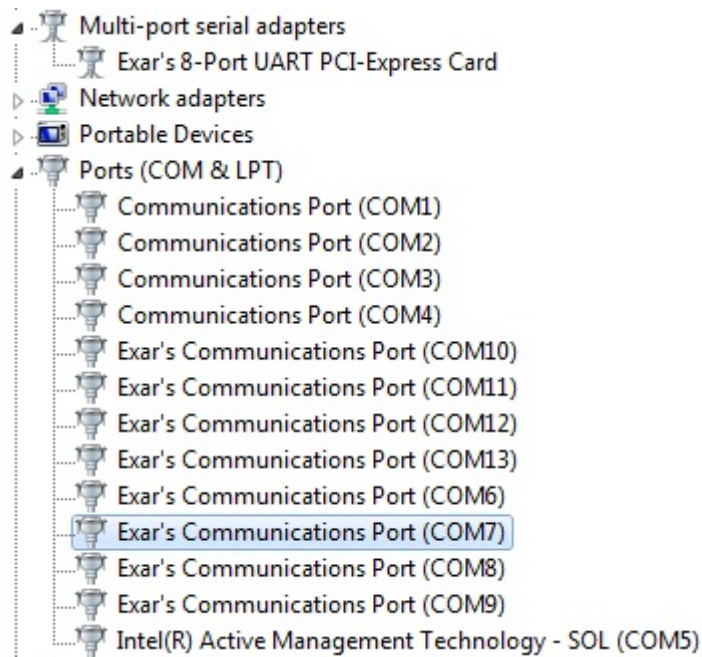 Multi-port serial adapters
Exar's 8-Port UART PCI-Express Card
Network adapters
Portable Devices
Ports (COM & LPT)
Communications Port (COM1)
Communications Port (COM2)
Communications Port (COM3)
Communications Port (COM4)
Exar's Communications Port (COM10)
Exar's Communications Port (COM11)
Exar's Communications Port (COM12)
Exar's Communications Port (COM13)
Exar's Communications Port (COM6)
Exar's Communications Port (COM7)
Exar's Communications Port (COM8)
Exar's Communications Port (COM9)
Intel(R) Active Management Technology - SOL (COM5)